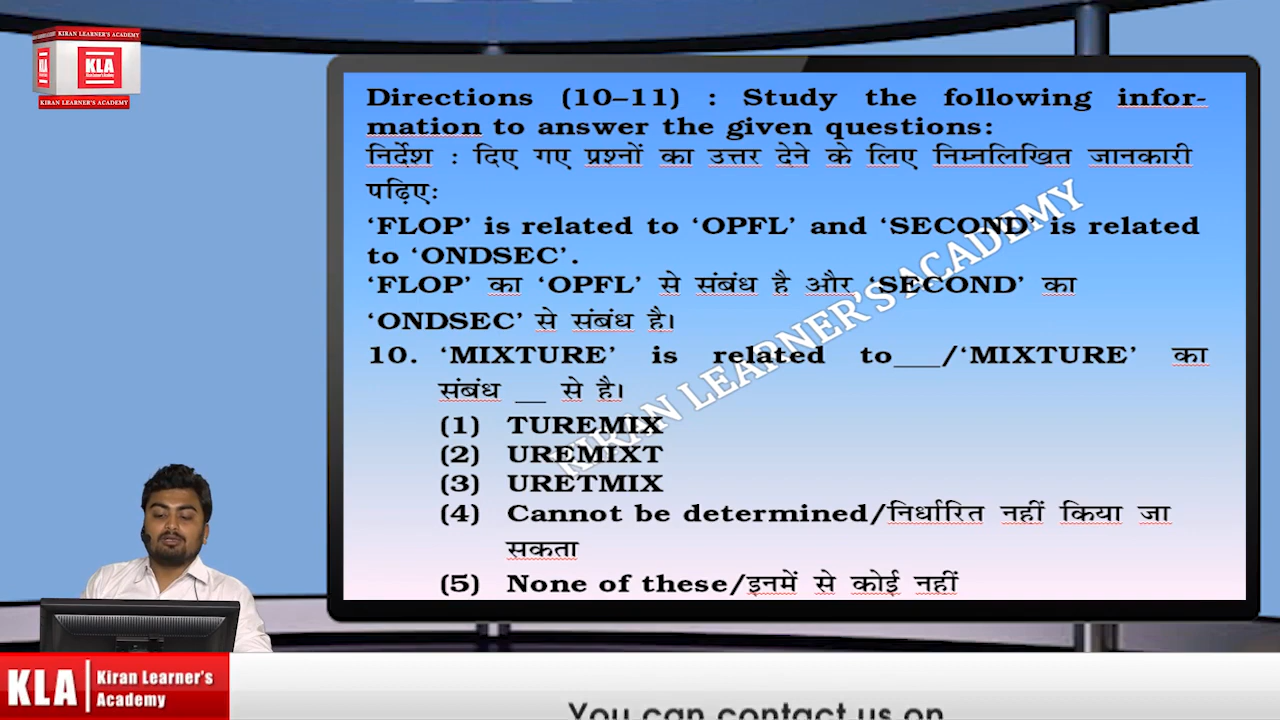 KIRAN LEARNER'S ACADEMY
KLA
Kiran Learner's Academy
KIRAN LEARNER'S ACADEMY
Directions (10–11) : Study the following infor-
mation to answer the given questions:
निर्देश : दिए गए प्रश्नों का उत्तर देने के लिए निम्नलिखित जानकारी
पढ़िए:
‘FLOP’ is related to ‘OPFL’ and ‘SECOND’ is related
to ‘ONDSEC’.
‘FLOP’ का ‘OPFL’ से संबंध है और ‘SECOND’ का
‘ONDSEC’ से संबंध है।
10. ‘MIXTURE’ is related to___/‘MIXTURE’ का
संबंध __ से है।
(1) TUREMIX
(2) UREMIXT
(3) URETMIX
(4) Cannot be determined/निर्धारित नहीं किया जा
सकता
(5) None of these/इनमें से कोई नहीं
KIRAN LEARNER'S ACADEMY
KLA
Kiran Learner's
Academy
You can contact us on